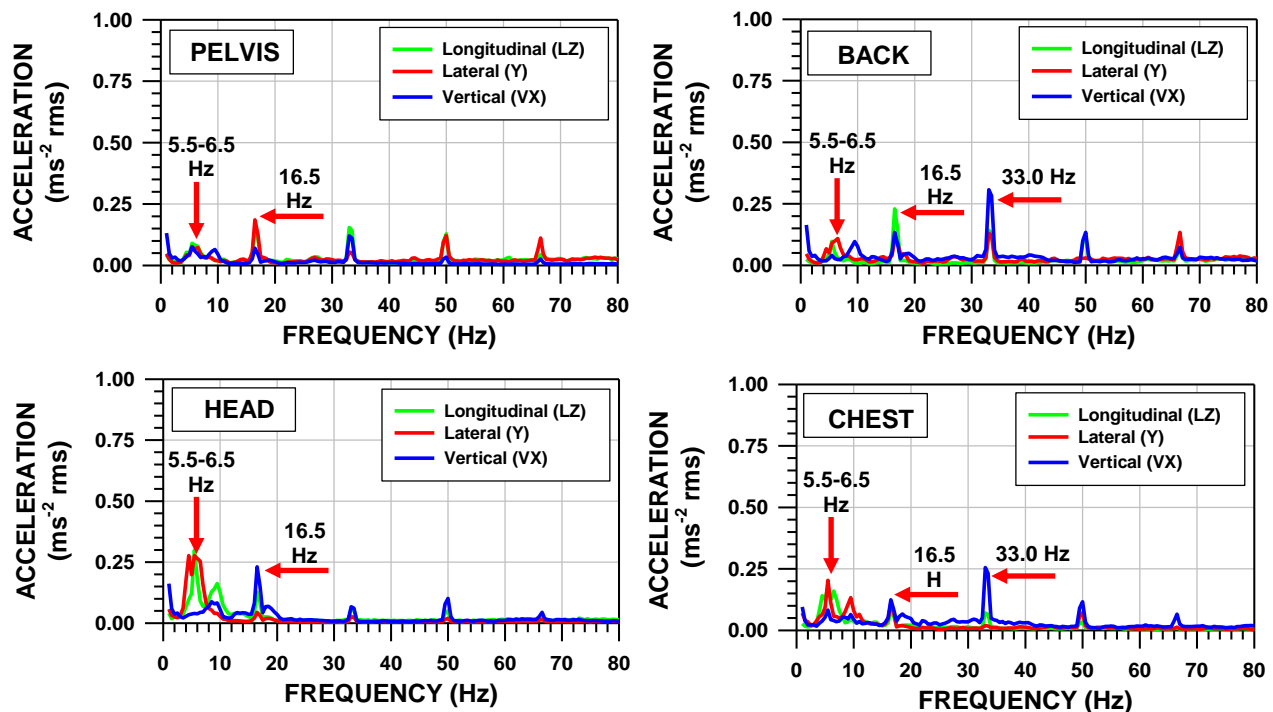 PELVIS
Longitudinal (LZ)
Lateral (Y)
Vertical (VX)
ACCELERATION
(ms⁻² rms)
1.00
0.75
0.50
0.25
0.00
5.5-6.5
Hz
16.5
Hz
0 10 20 30 40 50 60 70 80
FREQUENCY (Hz)
BACK
Longitudinal (LZ)
Lateral (Y)
Vertical (VX)
ACCELERATION
(ms⁻² rms)
1.00
0.75
0.50
0.25
0.00
5.5-6.5
Hz
16.5
Hz
33.0 Hz
0 10 20 30 40 50 60 70 80
FREQUENCY (Hz)
HEAD
Longitudinal (LZ)
Lateral (Y)
Vertical (VX)
ACCELERATION
(ms⁻² rms)
1.00
0.75
0.50
0.25
0.00
5.5-6.5
Hz
16.5
Hz
0 10 20 30 40 50 60 70 80
FREQUENCY (Hz)
CHEST
Longitudinal (LZ)
Lateral (Y)
Vertical (VX)
ACCELERATION
(ms⁻² rms)
1.00
0.75
0.50
0.25
0.00
5.5-6.5
Hz
16.5
H
33.0 Hz
0 10 20 30 40 50 60 70 80
FREQUENCY (Hz)